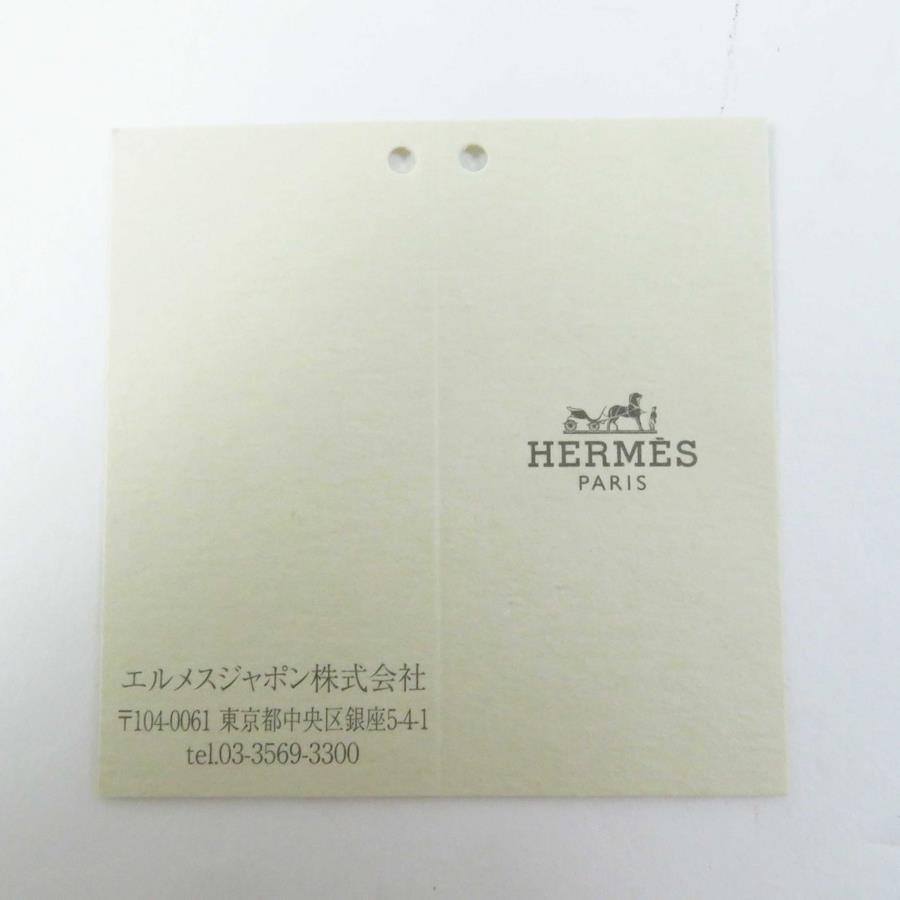 HERMÈS
PARIS
エルメスジャポン株式会社
〒104-0061 東京都中央区銀座5-4-1
tel.03-3569-3300